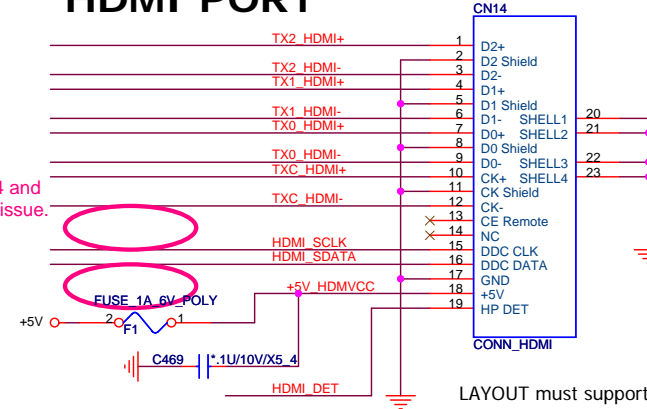 HDMI PORT
CN14
TX2_HDMI+ 1 D2+
2 D2 Shield
TX2_HDMI- 3 D2-
TX1_HDMI+ 4 D1+
5 D1 Shield
TX1_HDMI- 6 D1- SHELL1 20
TX0_HDMI+ 7 D0+ SHELL2 21
8 D0 Shield
TX0_HDMI- 9 D0- SHELL3 22
TXC_HDMI+ 10 CK+ SHELL4 23
4 and
issue.
11 CK Shield
TXC_HDMI- 12 CK-
13 CE Remote
14 NC
HDMI_SCLK 15 DDC CLK
HDMI_SDATA 16 DDC DATA
17 GND
+5V_HDMVCC 18 +5V
19 HP DET
FUSE_1A_6V_POLY
+5V 2 1
F1
CONN_HDMI
C469 *.1U/10V/X5_4
HDMI_DET
LAYOUT must support